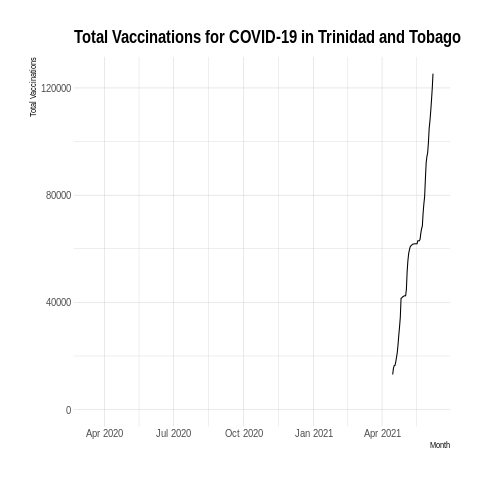 Total Vaccinations for COVID-19 in Trinidad and Tobago
Total Vaccinations
120000
80000
40000
0
Apr 2020 Jul 2020 Oct 2020 Jan 2021 Apr 2021
Month